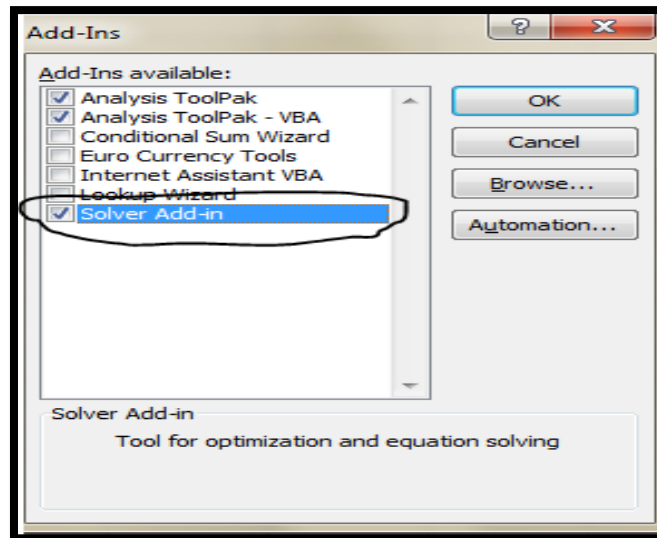 Add-Ins
Add-Ins available:
Analysis ToolPak
Analysis ToolPak - VBA
Conditional Sum Wizard
Euro Currency Tools
Internet Assistant VBA
Lookup Wizard
Solver Add-in
OK
Cancel
Browse...
Automation...
Solver Add-in
Tool for optimization and equation solving